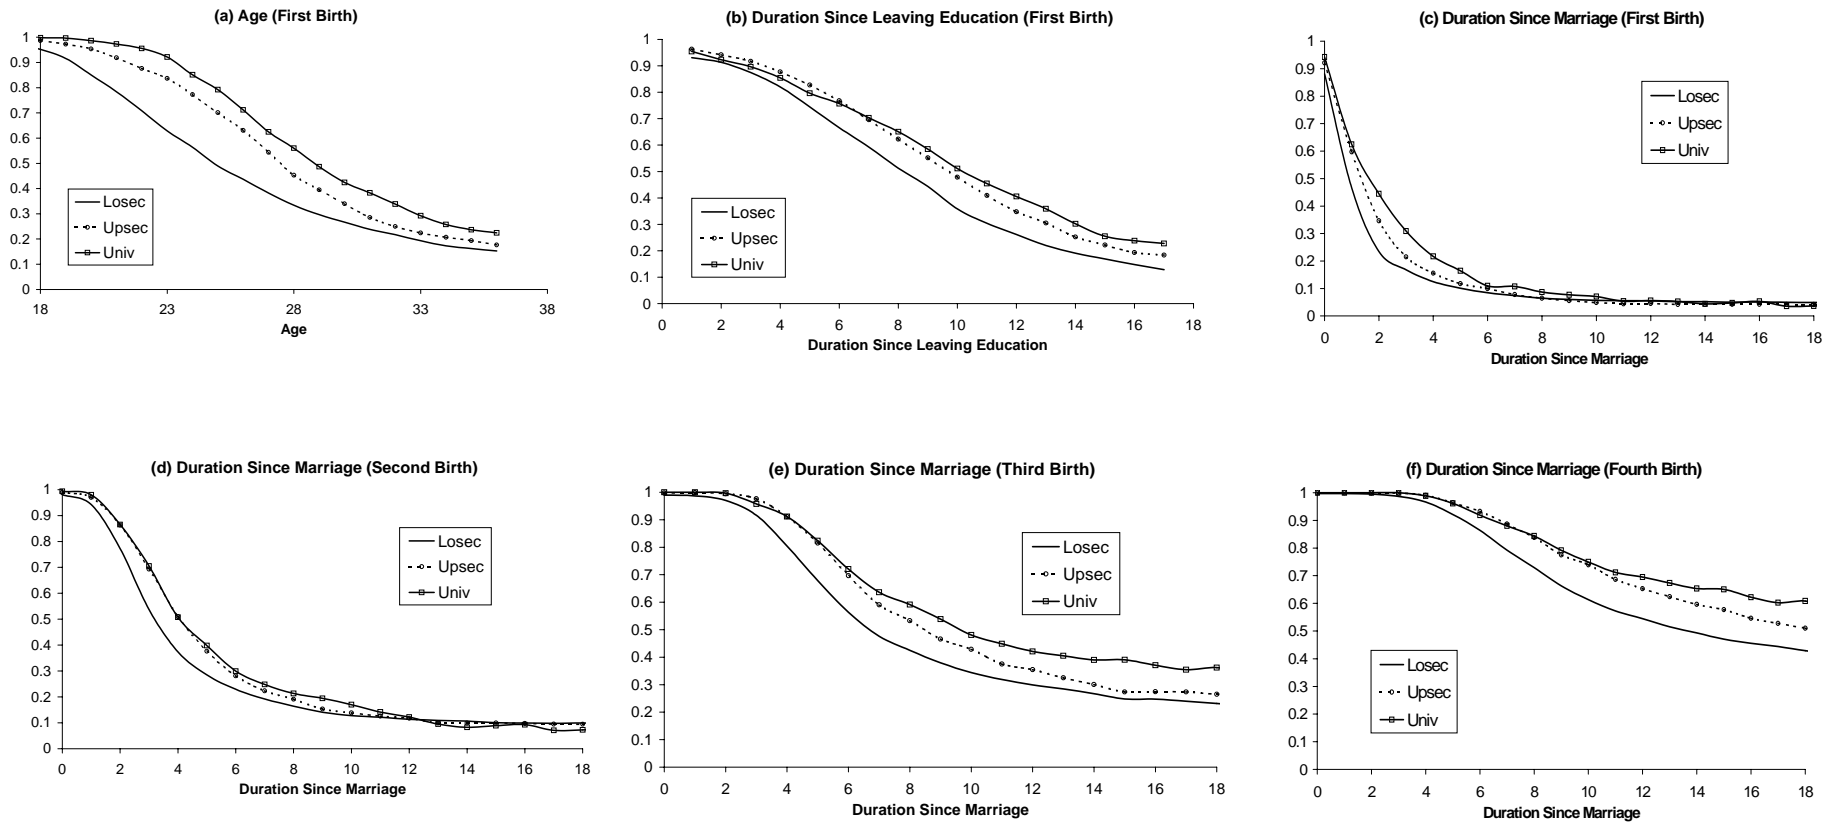 (a) Age (First Birth)
1
0.9
0.8
0.7
0.6
0.5
0.4
0.3
0.2
0.1
0
18 23 28 33 38
Age
Losec
Upsec
Univ
(b) Duration Since Leaving Education (First Birth)
1
0.9
0.8
0.7
0.6
0.5
0.4
0.3
0.2
0.1
0
0 2 4 6 8 10 12 14 16 18
Duration Since Leaving Education
Losec
Upsec
Univ
(c) Duration Since Marriage (First Birth)
1
0.9
0.8
0.7
0.6
0.5
0.4
0.3
0.2
0.1
0
0 2 4 6 8 10 12 14 16 18
Duration Since Marriage
Losec
Upsec
Univ
(d) Duration Since Marriage (Second Birth)
1
0.9
0.8
0.7
0.6
0.5
0.4
0.3
0.2
0.1
0
0 2 4 6 8 10 12 14 16 18
Duration Since Marriage
Losec
Upsec
Univ
(e) Duration Since Marriage (Third Birth)
1
0.9
0.8
0.7
0.6
0.5
0.4
0.3
0.2
0.1
0
0 2 4 6 8 10 12 14 16 18
Duration Since Marriage
Losec
Upsec
Univ
(f) Duration Since Marriage (Fourth Birth)
1
0.9
0.8
0.7
0.6
0.5
0.4
0.3
0.2
0.1
0
0 2 4 6 8 10 12 14 16 18
Duration Since Marriage
Losec
Upsec
Univ